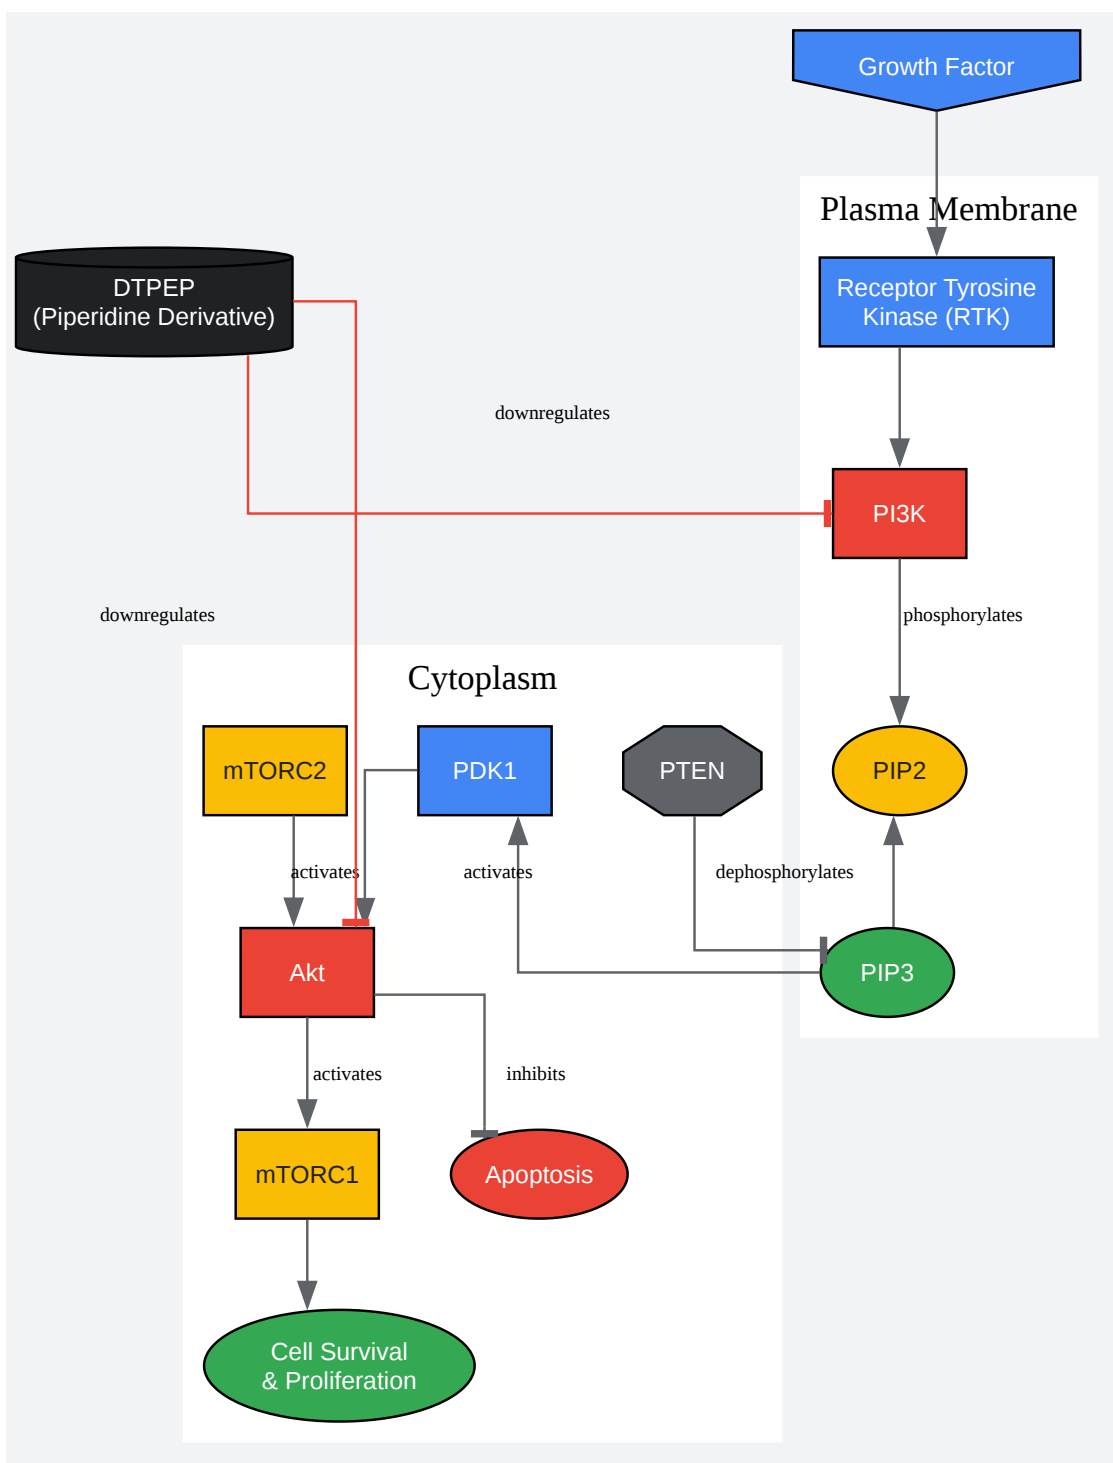 Growth Factor
Plasma Membrane
DTPEP
(Piperidine Derivative)
Receptor Tyrosine
Kinase (RTK)
downregulates
PI3K
downregulates
phosphorylates
Cytoplasm
mTORC2
PDK1
PTEN
PIP2
activates
activates
dephosphorylates
Akt
PIP3
activates
inhibits
mTORC1
Apoptosis
Cell Survival
& Proliferation